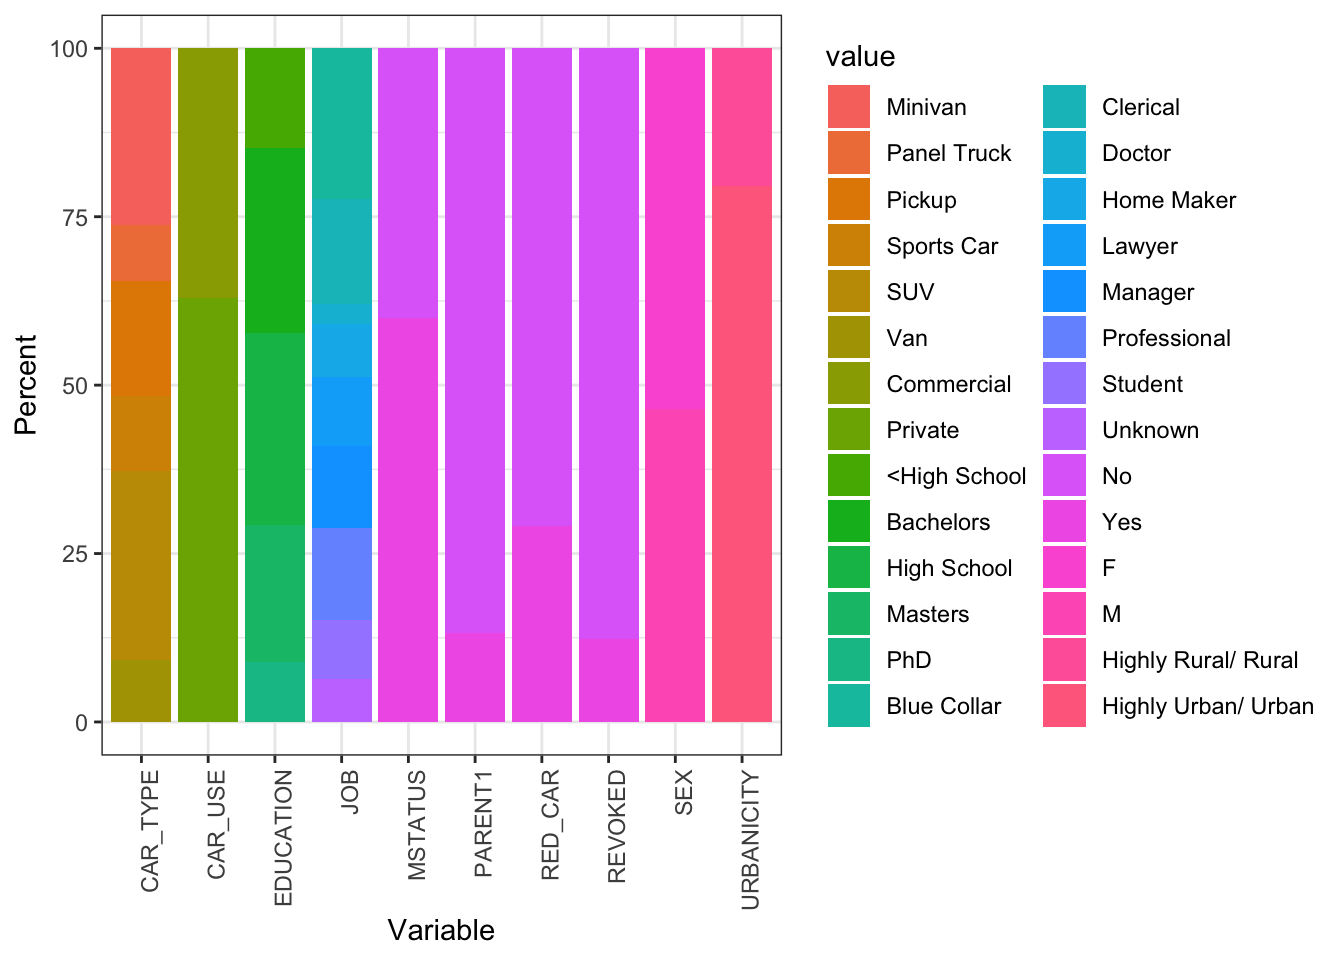 100
75
50
25
0
Percent
CAR_TYPE
CAR_USE
EDUCATION
JOB
MSTATUS
PARENT1
RED_CAR
REVOKED
SEX
URBANICITY
Variable
value
Minivan
Panel Truck
Pickup
Sports Car
SUV
Van
Commercial
Private
<High School
Bachelors
High School
Masters
PhD
Blue Collar
Clerical
Doctor
Home Maker
Lawyer
Manager
Professional
Student
Unknown
No
Yes
F
M
Highly Rural/ Rural
Highly Urban/ Urban